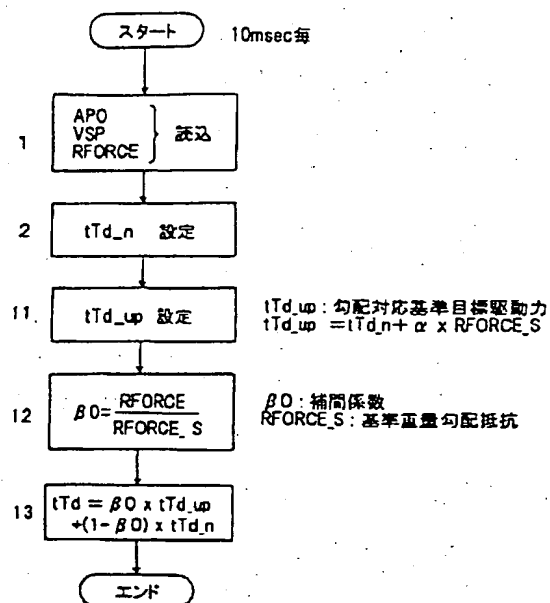 スタート 10msec毎
1
APO
VSP
RFORCE
読込
2
tTd_n 設定
11
tTd_up 設定
tTd_up : 勾配対応基準目標駆動力
tTd_up = tTd_n + α x RFORCE_S
12
β0 = RFORCE
RFORCE_S
β0 : 補間係数
RFORCE_S : 基準重量勾配抵抗
13
tTd = β0 x tTd_up
+(1- β0) x tTd_n
エンド